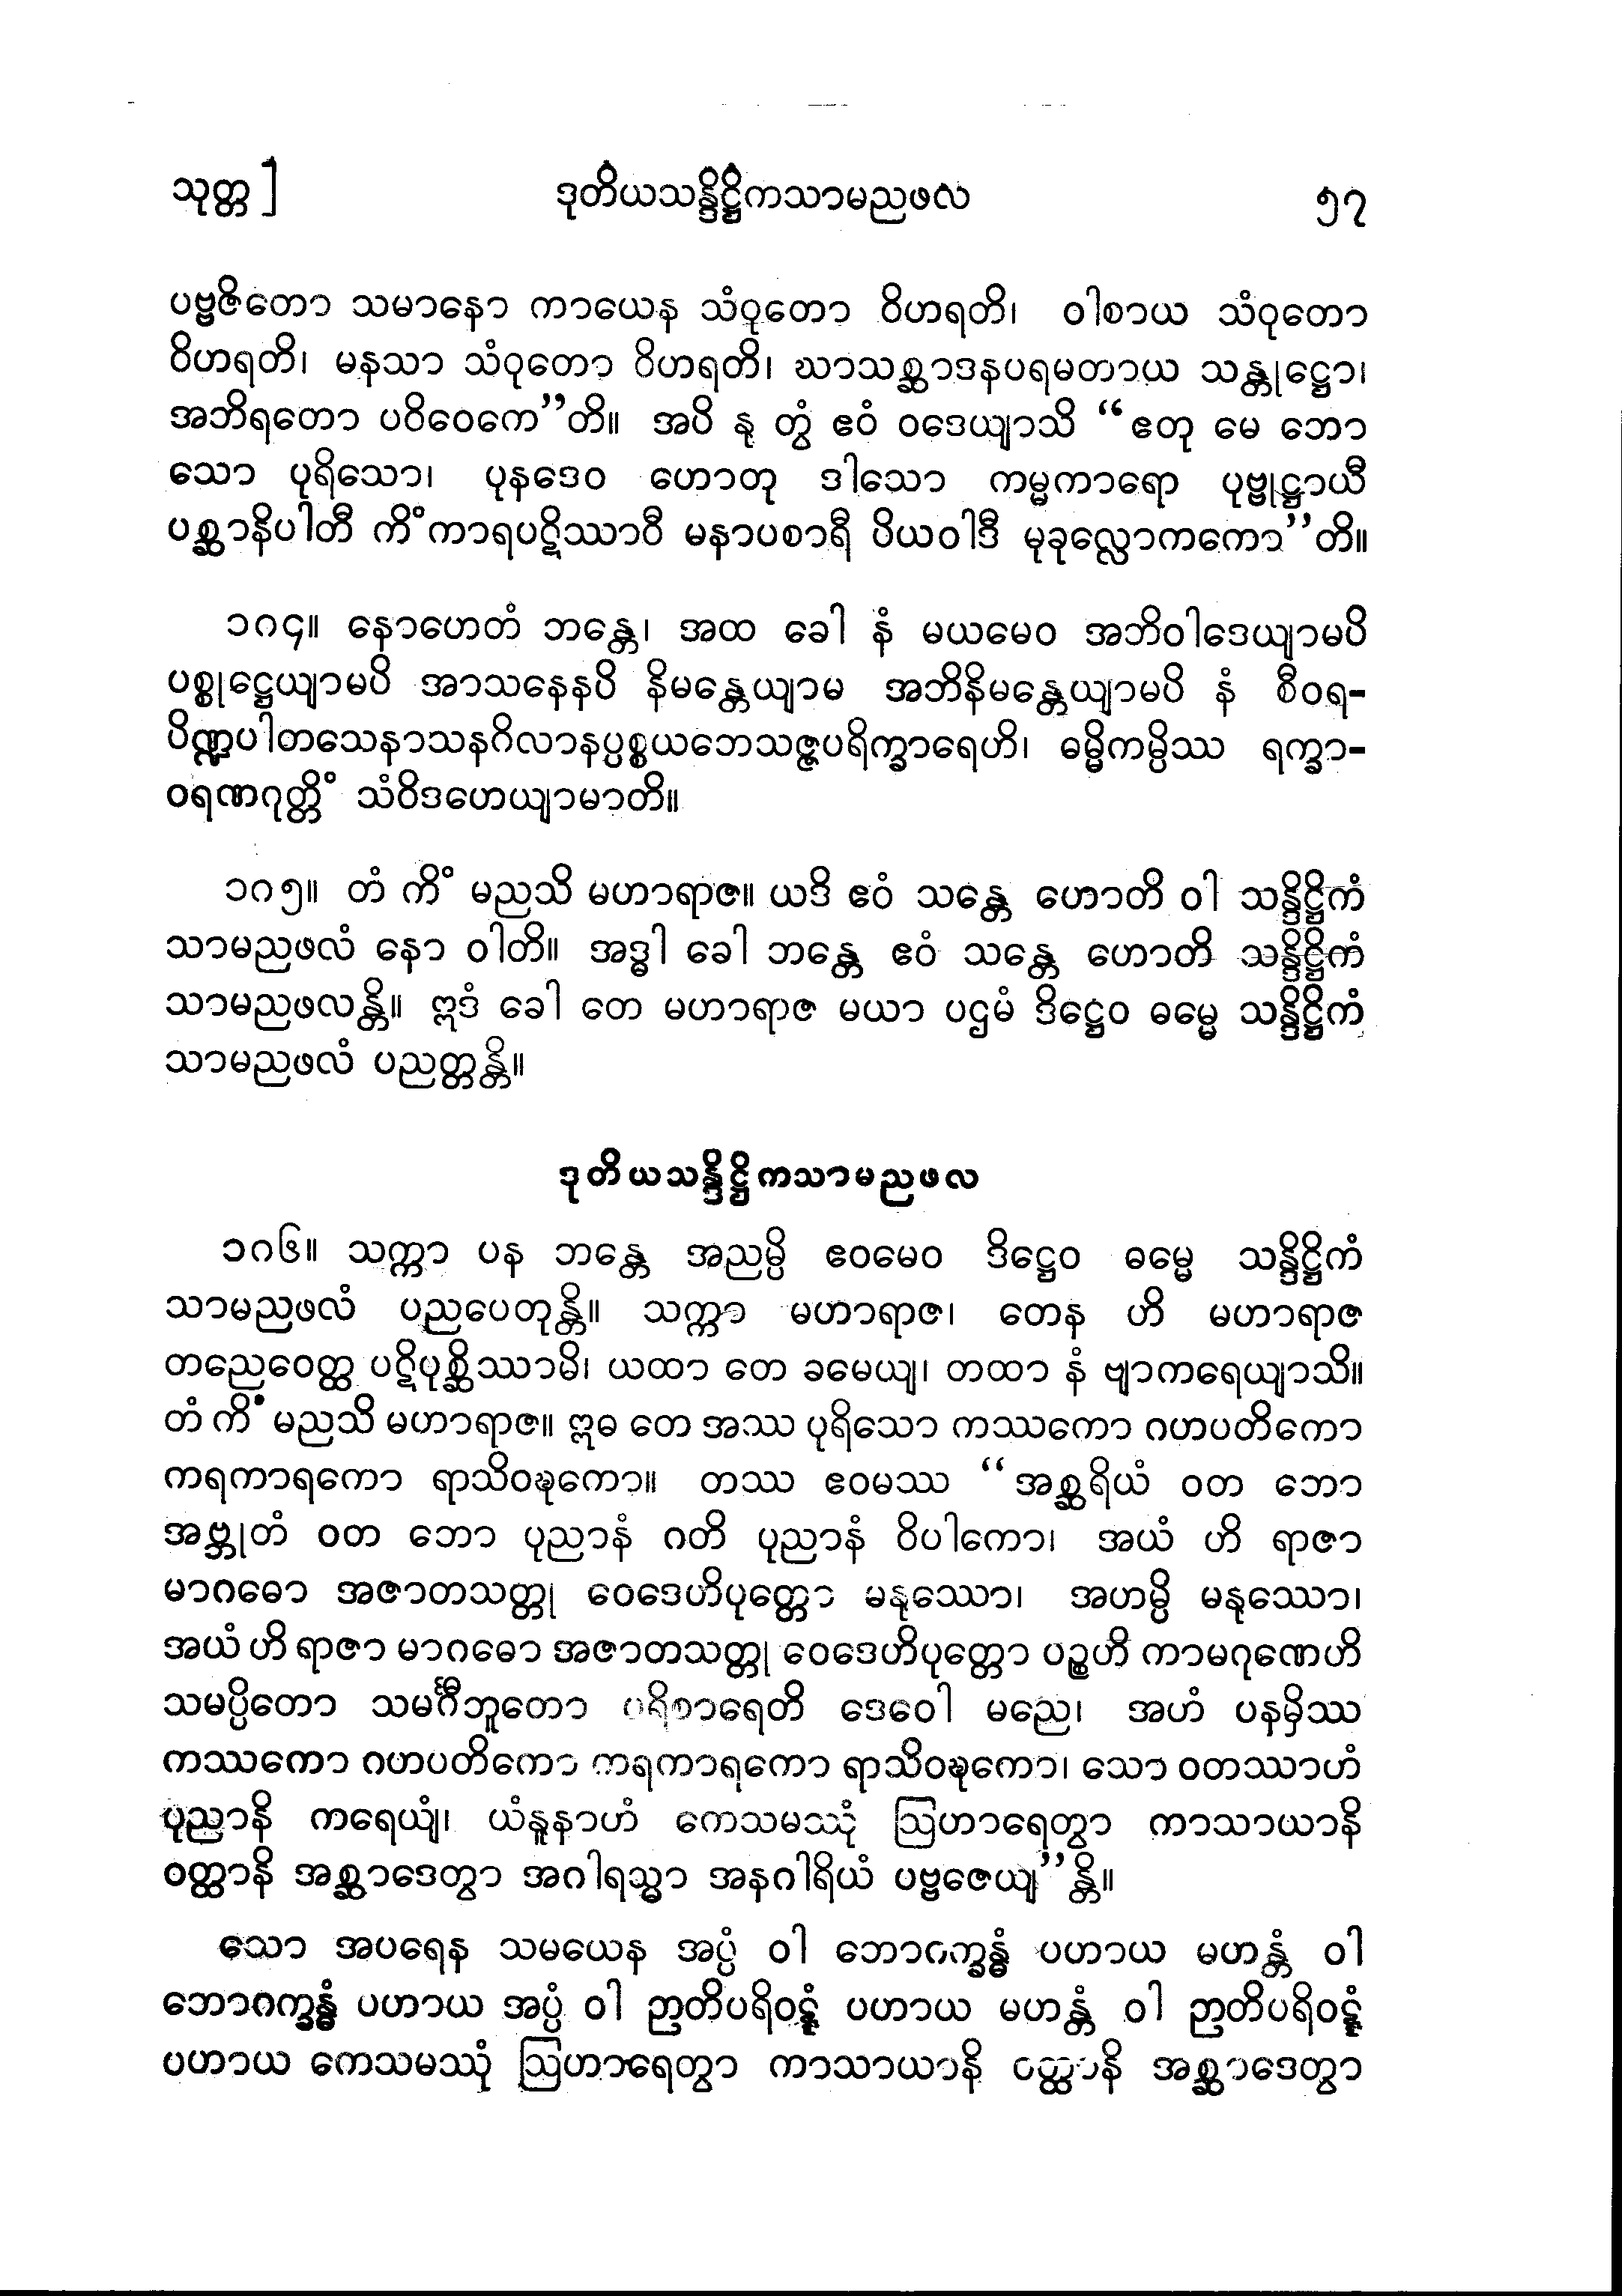 သုတ္တ] ဒုတိယသန္ဒိဋ္ဌိကသာမညဖလ ၅၇
ပဗ္ဗဇိတော သမာနော ကာယေန သံဝုတော ဝိဟရတိ၊ ဝါစာယ သံဝုတော
ဝိဟရတိ၊ မနသာ သံဝုတော ဝိဟရတိ၊ ဃာသစ္ဆာဒနပရမတာယ သန္တုဋ္ဌော၊
အဘိရတော ပဝိဝေကေ”တိ။ အပိ နု တွံ ဧဝံ ဝဒေယျာသိ “ဧတု မေ ဘော
သော ပုရိသော၊ ပုနဒေဝ ဟောတု ဒါသော ကမ္မကာရော ပုဗ္ဗုဋ္ဌာယီ
ပစ္ဆာနိပါတီ ကိံကာရပဋိဿာဝီ မနာပစာရီ ပိယဝါဒီ မုခုလ္လောကကော”တိ။
၁၈၄။ နောဟေတံ ဘန္တေ၊ အထ ခေါ နံ မယမေဝ အဘိဝါဒေယျာမပိ
ပစ္စုဋ္ဌေယျာမပိ အာသနေနပိ နိမန္တေယျာမ အဘိနိမန္တေယျာမပိ နံ စီဝရ-
ပိဏ္ဍပါတသေနာသနဂိလာနပ္ပစ္စယဘေသဇ္ဇပရိက္ခာရေဟိ၊ ဓမ္မိကမ္ပိဿ ရက္ခာ-
ဝရဏဂုတ္တိံ သံဝိဒဟေယျာမာတိ။
၁၈၅။ တံ ကိံ မညသိ မဟာရာဇ။ ယဒိ ဧဝံ သန္တေ ဟောတိ ဝါ သန္ဒိဋ္ဌိကံ
သာမညဖလံ နော ဝါတိ။ အဒ္ဓါ ခေါ ဘန္တေ ဧဝံ သန္တေ ဟောတိ သန္ဒိဋ္ဌိကံ
သာမညဖလန္တိ။ ဣဒံ ခေါ တေ မဟာရာဇ မယာ ပဌမံ ဒိဋ္ဌေဝ ဓမ္မေ သန္ဒိဋ္ဌိကံ
သာမညဖလံ ပညတ္တန္တိ။
ဒုတိယသန္ဒိဋ္ဌိကသာမညဖလ
၁၈၆။ သက္ကာ ပန ဘန္တေ အညမ္ပိ ဧဝမေဝ ဒိဋ္ဌေဝ ဓမ္မေ သန္ဒိဋ္ဌိကံ
သာမညဖလံ ပညပေတုန္တိ။ သက္ကာ မဟာရာဇ၊ တေန ဟိ မဟာရာဇ
တညေဝေတ္ထ ပဋိပုစ္ဆိဿာမိ၊ ယထာ တေ ခမေယျ၊ တထာ နံ ဗျာကရေယျာသိ။
တံ ကိံ မညသိ မဟာရာဇ။ ဣဓ တေ အဿ ပုရိသော ကဿကော ဂဟပတိကော
ကရကာရကော ရာသိဝဍ္ဎကော။ တဿ ဧဝမဿ “အစ္ဆရိယံ ဝတ ဘော
အဗ္ဘုတံ ဝတ ဘော ပုညာနံ ဂတိ ပုညာနံ ဝိပါကော၊ အယံ ဟိ ရာဇာ
မာဂဓော အဇာတသတ္တု ဝေဒေဟိပုတ္တော မနုဿော၊ အဟမ္ပိ မနုဿော၊
အယံ ဟိ ရာဇာ မာဂဓော အဇာတသတ္တု ဝေဒေဟိပုတ္တော ပဉ္စဟိ ကာမဂုဏေဟိ
သမပ္ပိတော သမင်္ဂီဘူတော ပရိစာရေတိ ဒေဝေါ မညေ၊ အဟံ ပနမှိဿ
ကဿကော ဂဟပတိကော ကရကာရကော ရာသိဝဍ္ဎကော၊ သော ဝတဿာဟံ
ပုညာနိ ကရေယျံ၊ ယံနူနာဟံ ကေသမဿုံ ဩဟာရေတွာ ကာသာယာနိ
ဝတ္ထာနိ အစ္ဆာဒေတွာ အဂါရသ္မာ အနဂါရိယံ ပဗ္ဗဇေယျ”န္တိ။
သော အပရေန သမယေန အပ္ပံ ဝါ ဘောဂက္ခန္ဓံ ပဟာယ မဟန္တံ ဝါ
ဘောဂက္ခန္ဓံ ပဟာယ အပ္ပံ ဝါ ဉာတိပရိဝဋ္ဋံ ပဟာယ မဟန္တံ ဝါ ဉာတိပရိဝဋ္ဋံ
ပဟာယ ကေသမဿုံ ဩဟာရေတွာ ကာသာယာနိ ဝတ္ထာနိ အစ္ဆာဒေတွာ